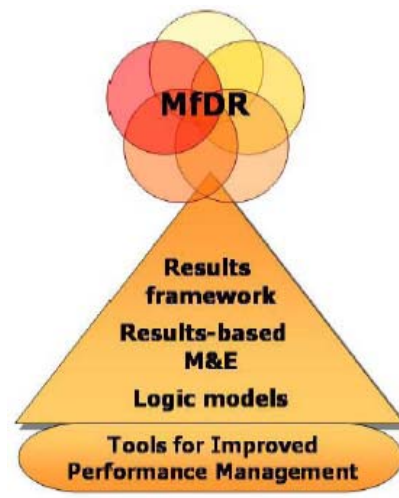 MfDR
Results
framework
Results-based
M&E
Logic models
Tools for Improved
Performance Management